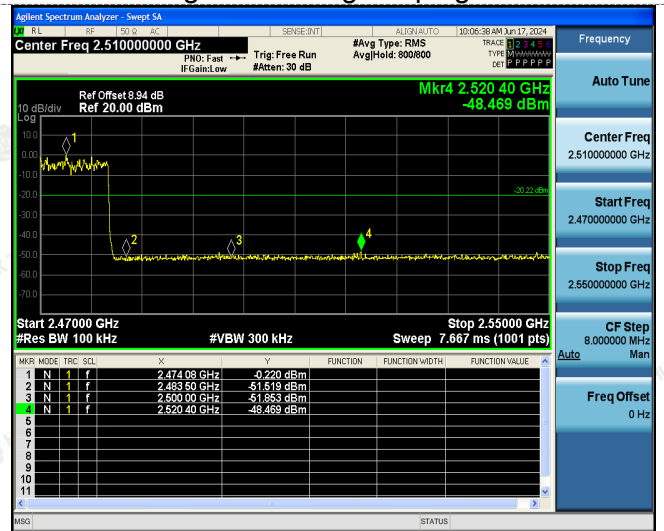 Agilent Spectrum Analyzer - Swept SA
LXI RL RF 50 Ω AC SENSE:INT ALIGN AUTO 10:06:38 AM Jun 17, 2024
Center Freq 2.510000000 GHz
PNO: Fast
IFGain:Low
Trig: Free Run
#Atten: 30 dB
#Avg Type: RMS
Avg|Hold: 800/800
TRACE 1 2 3 4 5 6
TYPE M
DET P P P P P P
Mkr4 2.520 40 GHz
-48.469 dBm
Ref Offset 8.94 dB
10 dB/div Ref 20.00 dBm
Log
10.0
0.00
-10.0
-20.0
-30.0
-40.0
-50.0
-60.0
-70.0
1
2
3
4
-20.22 dBm
Start 2.47000 GHz Stop 2.55000 GHz
#Res BW 100 kHz #VBW 300 kHz Sweep 7.667 ms (1001 pts)
MKR MODE TRC SCL X Y FUNCTION FUNCTION WIDTH FUNCTION VALUE
1 N 1 f 2.474 08 GHz -0.220 dBm
2 N 1 f 2.483 50 GHz -51.519 dBm
3 N 1 f 2.500 00 GHz -51.853 dBm
4 N 1 f 2.520 40 GHz -48.469 dBm
5
6
7
8
9
10
11
MSG STATUS
Frequency
Auto Tune
Center Freq
2.510000000 GHz
Start Freq
2.470000000 GHz
Stop Freq
2.550000000 GHz
CF Step
8.000000 MHz
Auto Man
Freq Offset
0 Hz